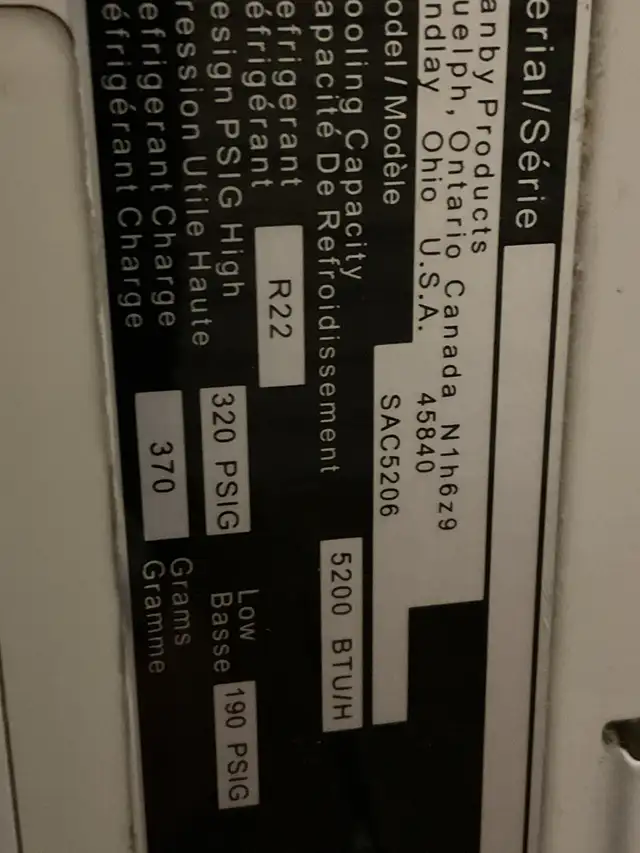 erial/Série
anby Products
uelph, Ontario Canada N1h6z9
ndlay Ohio U.S.A. 45840
odel/Modèle SAC5206
ooling Capacity
apacité De Refroidissement 5200 BTU/H
efrigerant
éfrigérant R22
esign PSIG High 320 PSIG Low 190 PSIG
ression Utile Haute Basse
efrigerant Charge 370 Grams
éfrigérant Charge Gramme